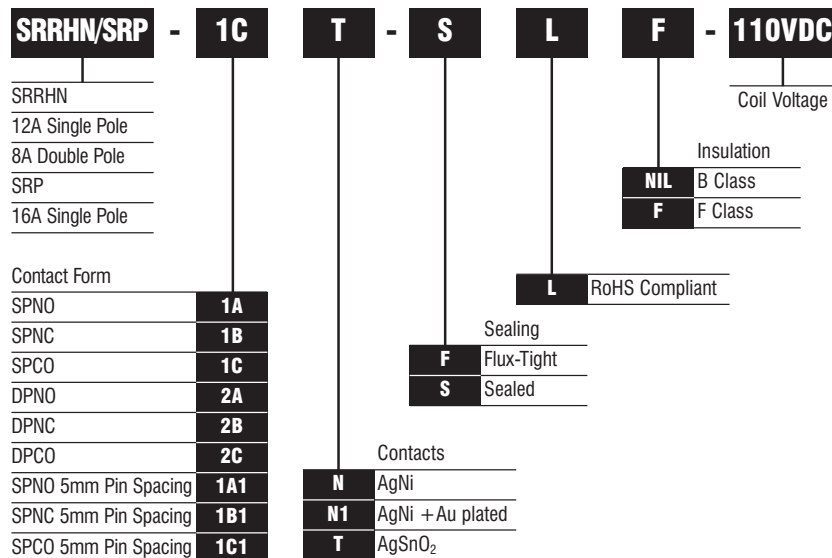 SRRHN/SRP - 1C T - S L F - 110VDC
SRRHN
12A Single Pole
8A Double Pole
SRP
16A Single Pole
Coil Voltage
Insulation
NIL B Class
F F Class
L RoHS Compliant
Sealing
F Flux-Tight
S Sealed
Contact Form
SPNO 1A
SPNC 1B
SPCO 1C
DPNO 2A
DPNC 2B
DPCO 2C
SPNO 5mm Pin Spacing 1A1
SPNC 5mm Pin Spacing 1B1
SPCO 5mm Pin Spacing 1C1
Contacts
N AgNi
N1 AgNi +Au plated
T AgSnO₂